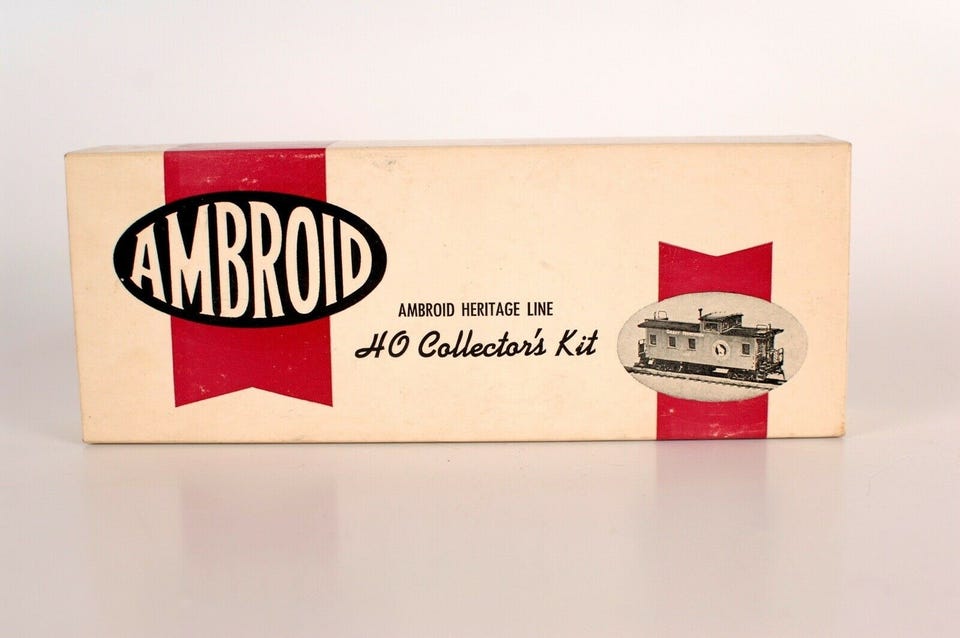 AMBROID
AMBROID HERITAGE LINE
HO Collector's Kit